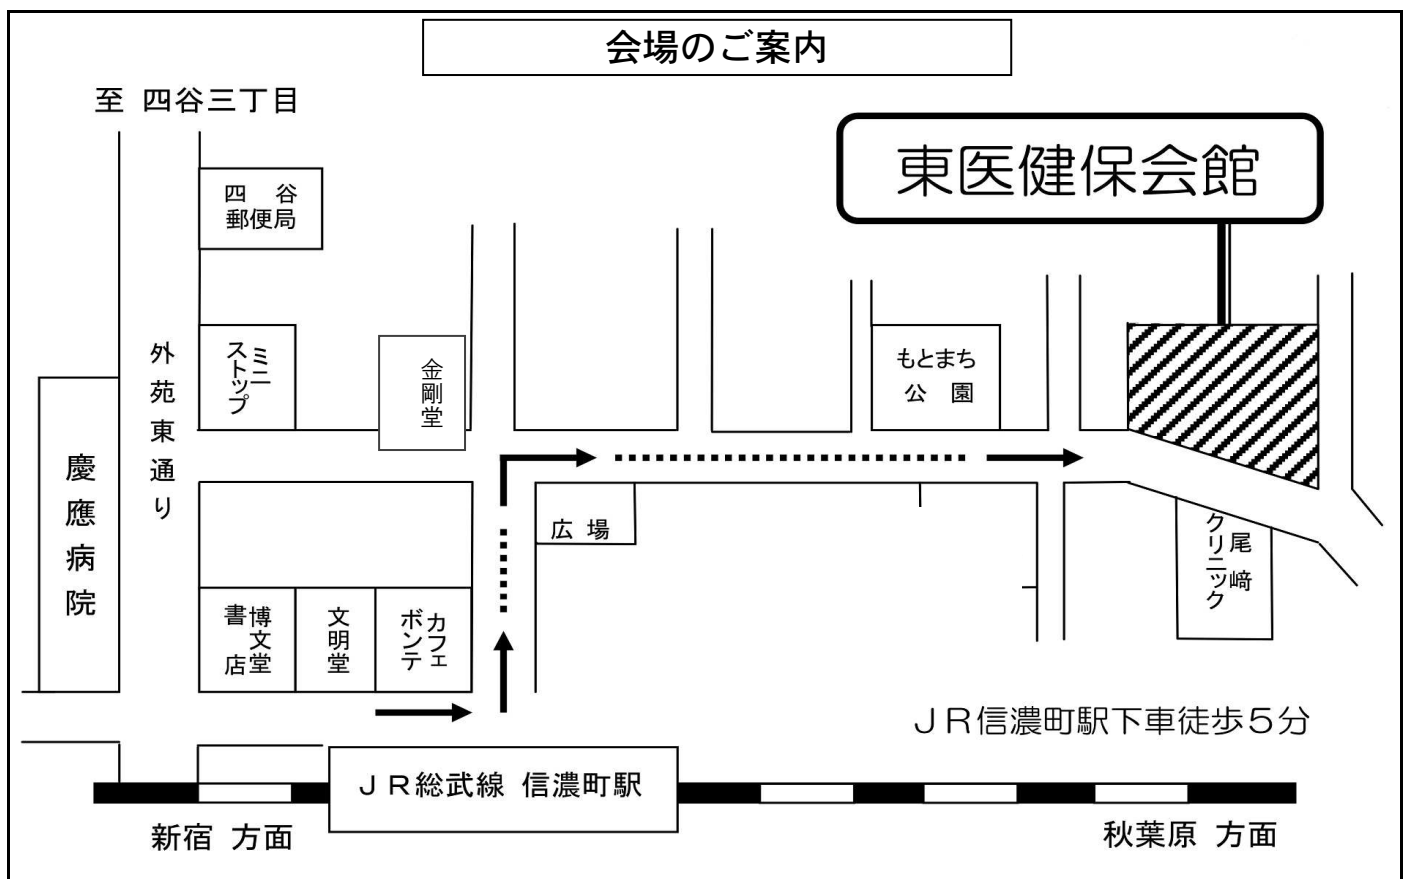 会場のご案内
至 四谷三丁目
東医健保会館
四 谷
郵便局
外苑東通り
ミニ
ストップ
金剛堂
もとまち
公 園
慶應病院
広 場
尾﨑
クリニック
博文堂
書 店
文明堂
カフェ
ボンテ
JR信濃町駅下車徒歩5分
JR総武線 信濃町駅
新宿 方面
秋葉原 方面